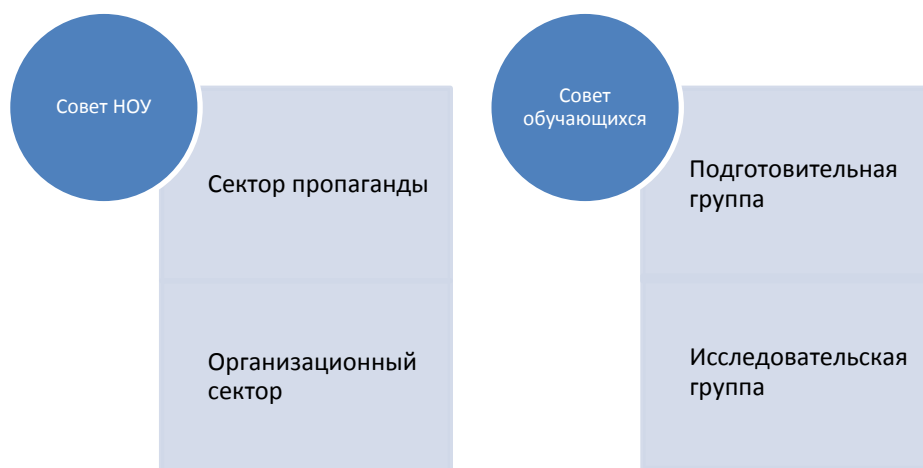 Совет НОУ
Сектор пропаганды
Организационный
сектор
Совет
обучающихся
Подготовительная
группа
Исследовательская
группа